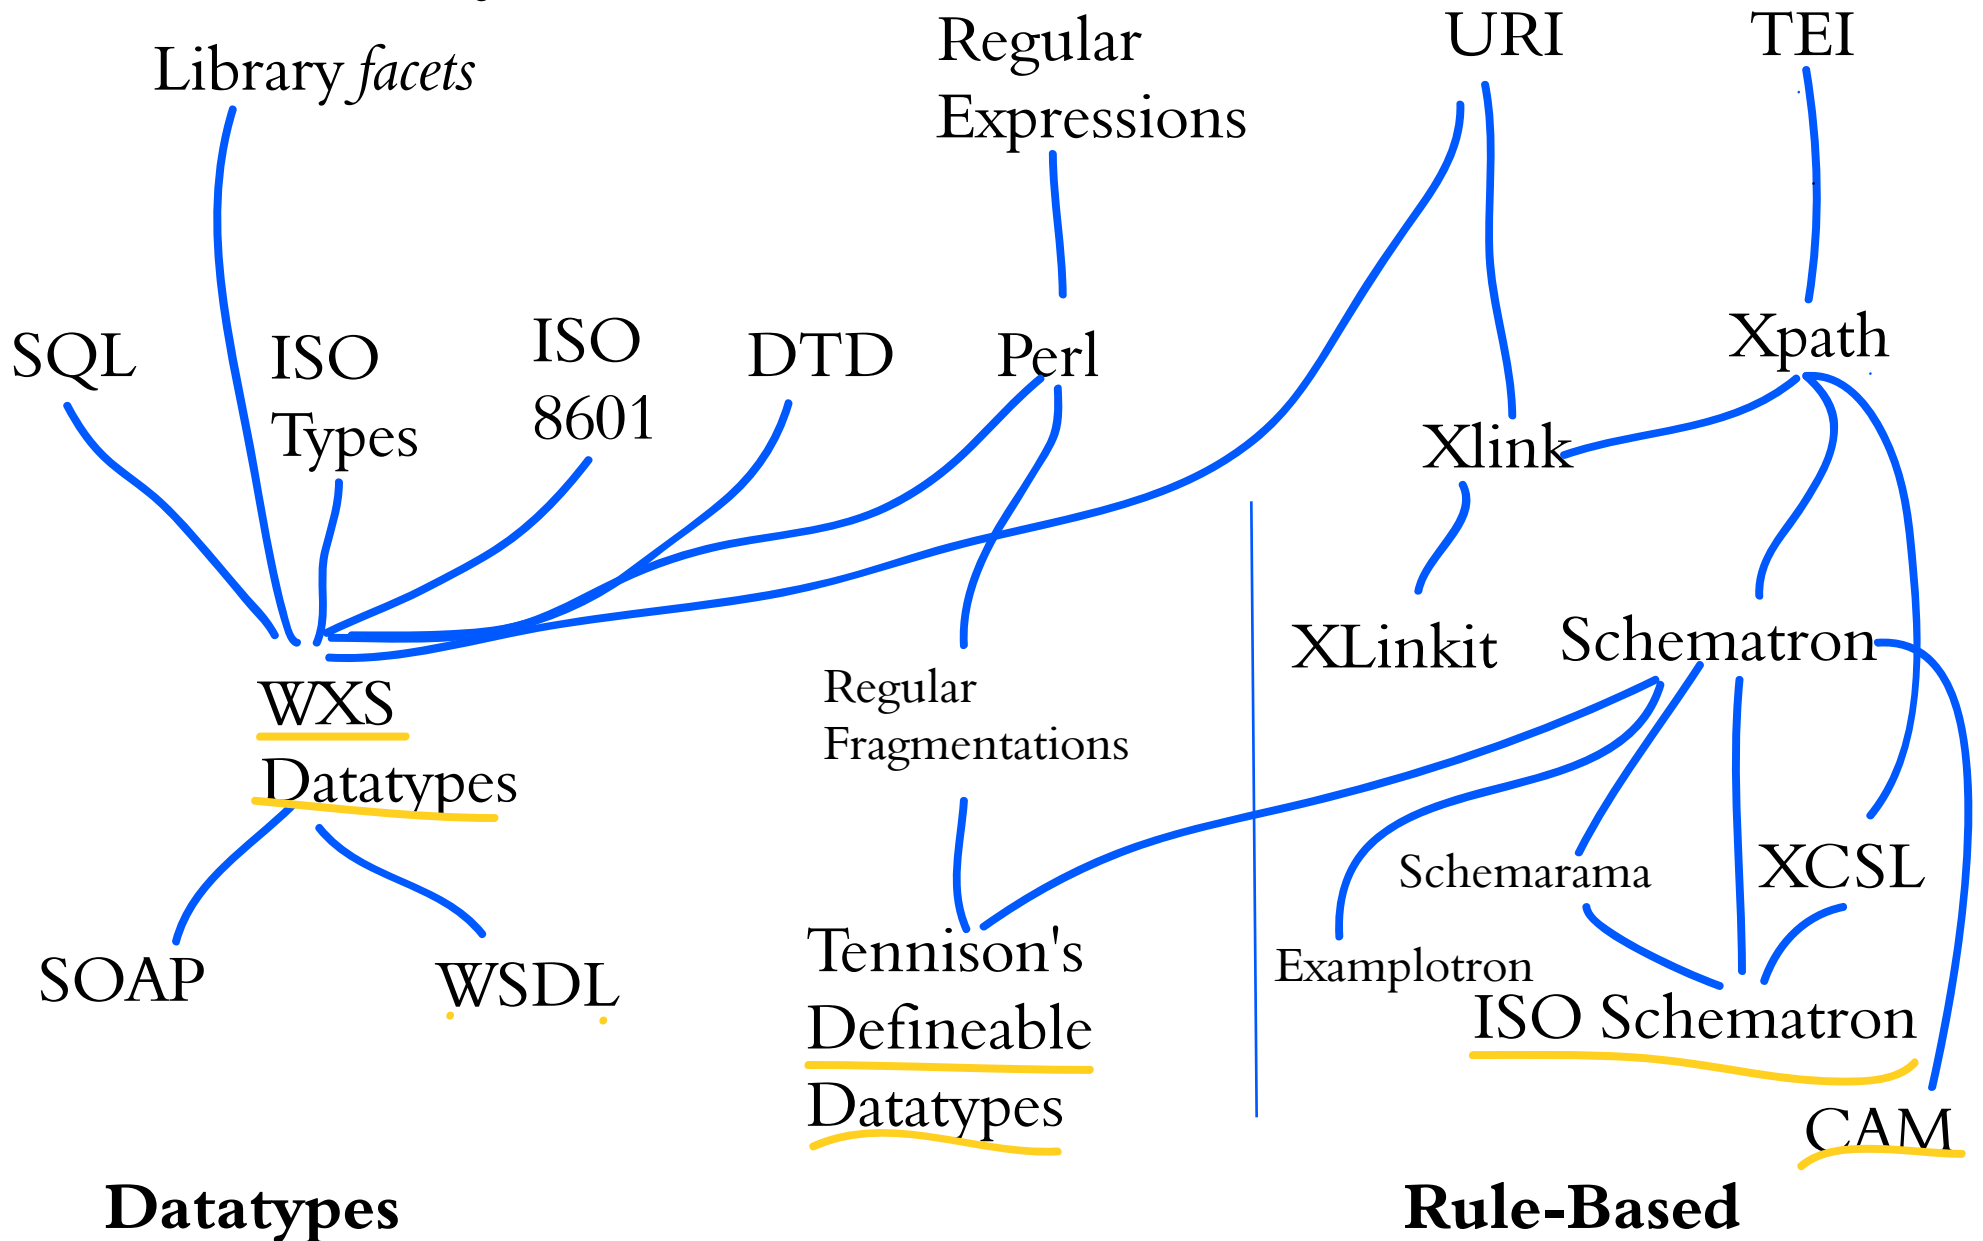 Library facets
Regular
Expressions
URI
TEI
SQL
ISO
Types
ISO
8601
DTD
Perl
Xpath
Xlink
WXS
Datatypes
Regular
Fragmentations
XLinkit
Schematron
Schemarama
XCSL
SOAP
WSDL
Tennison's
Defineable
Datatypes
Examplotron
ISO Schematron
CAM
Datatypes
Rule-Based